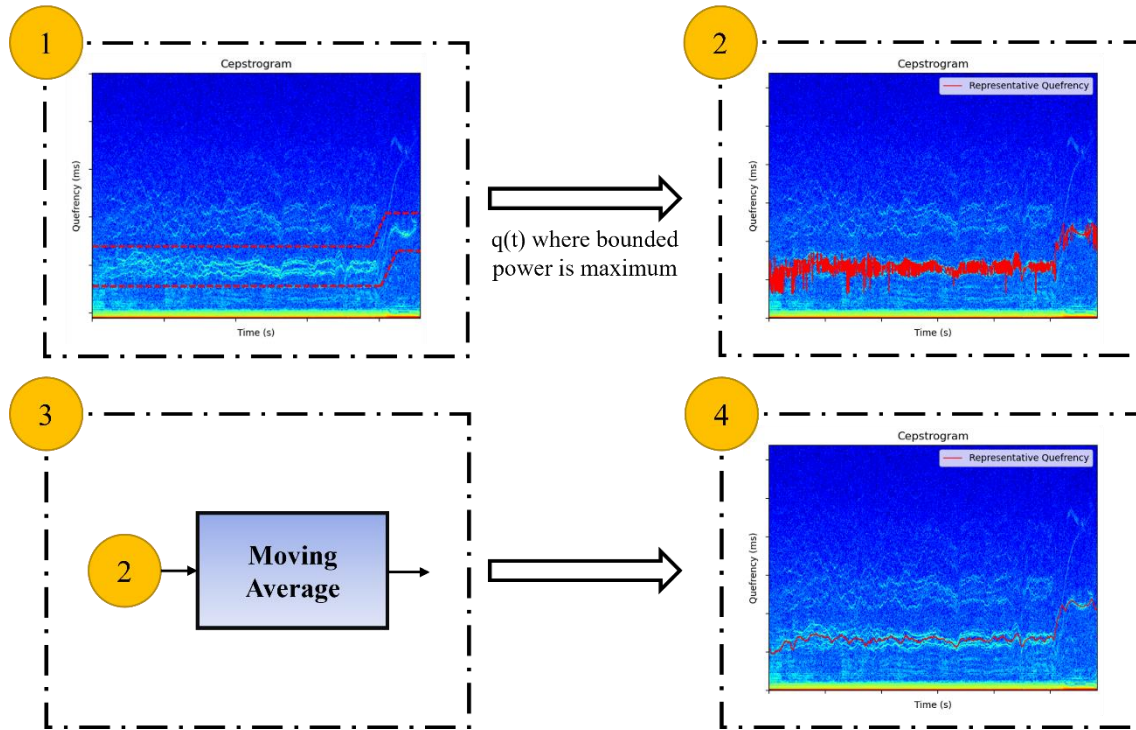 1
Cepstrogram
Quefrency (ms)
Time (s)
q(t) where bounded
power is maximum
2
Cepstrogram
Representative Quefrency
Quefrency (ms)
Time (s)
3
2
Moving
Average
4
Cepstrogram
Representative Quefrency
Quefrency (ms)
Time (s)